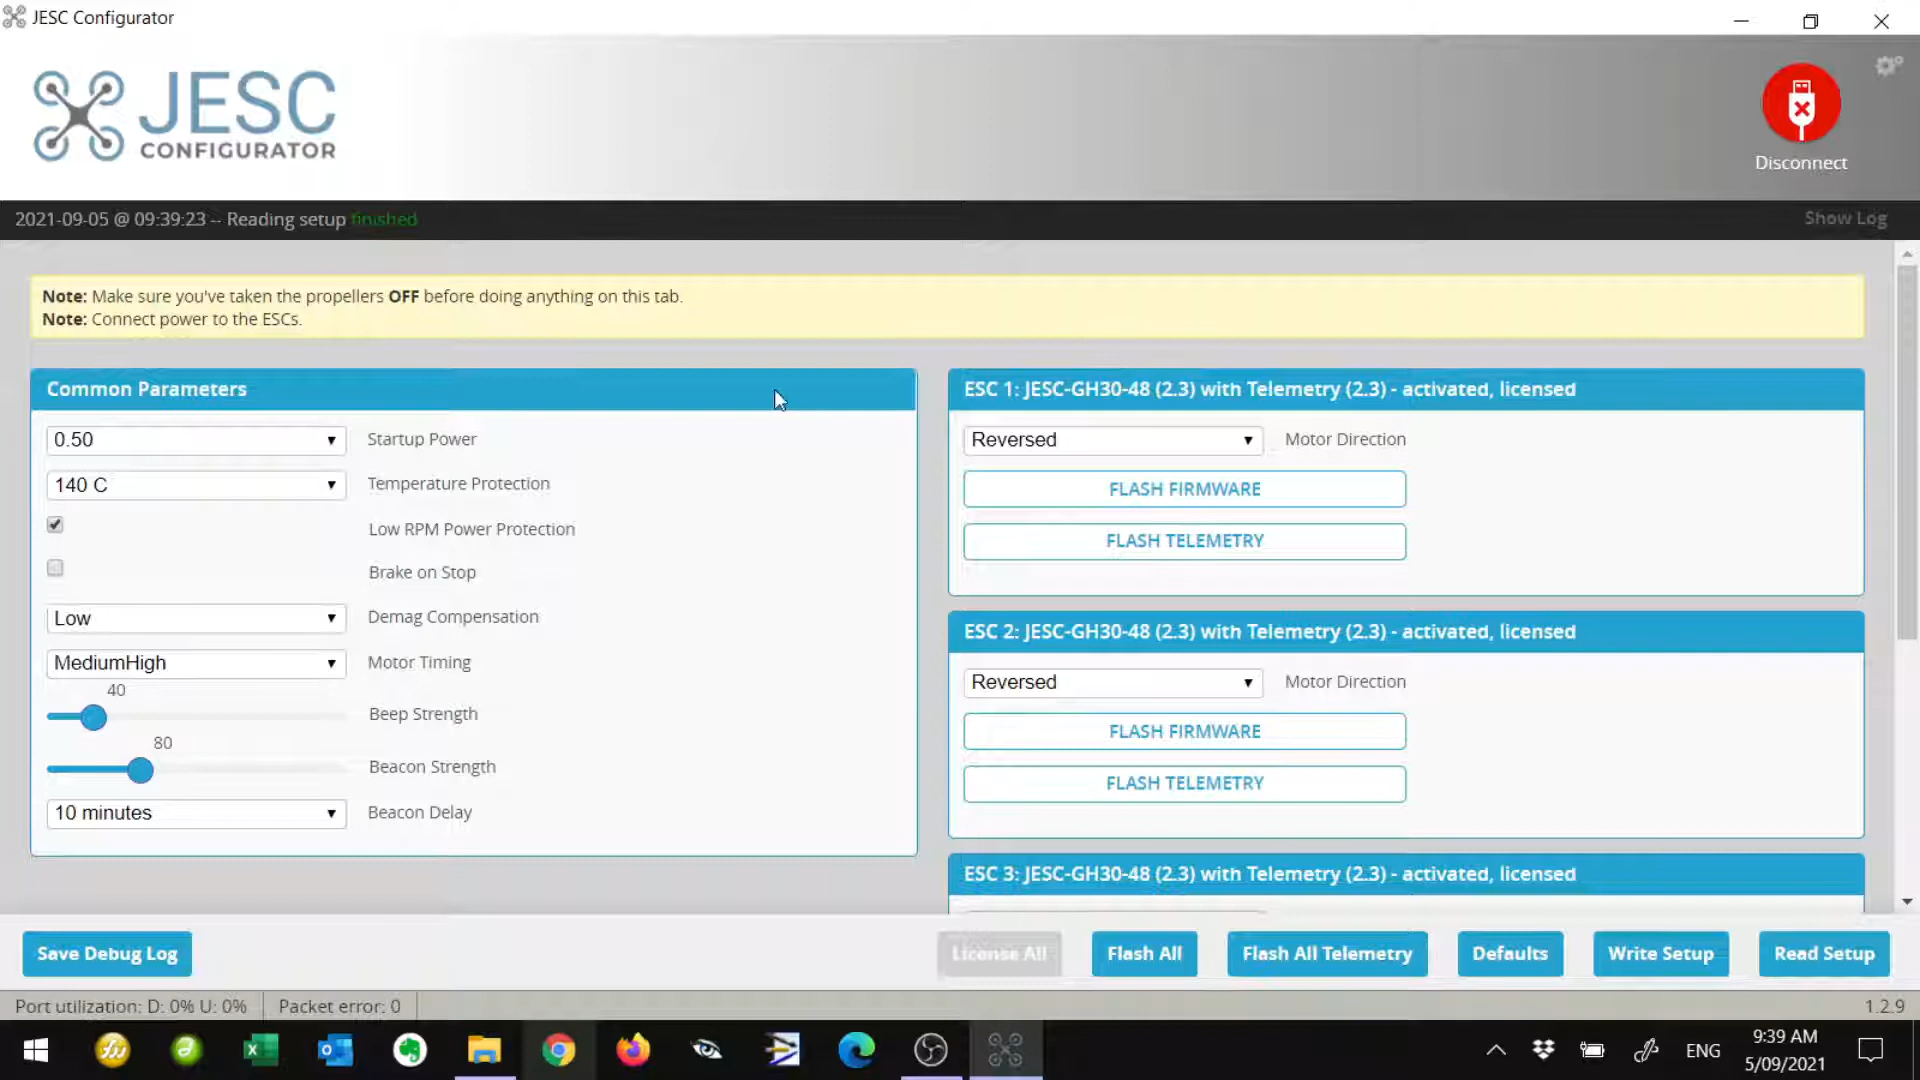 JESC Configurator
JESC
CONFIGURATOR
Disconnect
2021-09-05 @ 09:39:23 -- Reading setup finished
Show Log
Note: Make sure you've taken the propellers OFF before doing anything on this tab.
Note: Connect power to the ESCs.
Common Parameters
0.50 Startup Power
140 C Temperature Protection
Low RPM Power Protection
Brake on Stop
Low Demag Compensation
MediumHigh Motor Timing
40
Beep Strength
80
Beacon Strength
10 minutes Beacon Delay
ESC 1: JESC-GH30-48 (2.3) with Telemetry (2.3) - activated, licensed
Reversed Motor Direction
FLASH FIRMWARE
FLASH TELEMETRY
ESC 2: JESC-GH30-48 (2.3) with Telemetry (2.3) - activated, licensed
Reversed Motor Direction
FLASH FIRMWARE
FLASH TELEMETRY
ESC 3: JESC-GH30-48 (2.3) with Telemetry (2.3) - activated, licensed
Save Debug Log
License All
Flash All
Flash All Telemetry
Defaults
Write Setup
Read Setup
Port utilization: D: 0% U: 0%
Packet error: 0
1.2.9
ENG
9:39 AM
5/09/2021